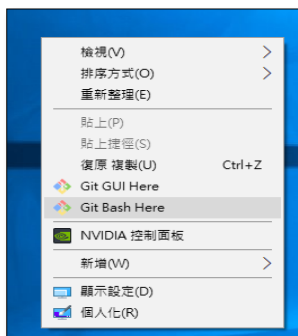 檢視(V)
排序方式(O)
重新整理(E)
貼上(P)
貼上捷徑(S)
復原 複製(U) Ctrl+Z
Git GUI Here
Git Bash Here
NVIDIA 控制面板
新增(W)
顯示設定(D)
個人化(R)